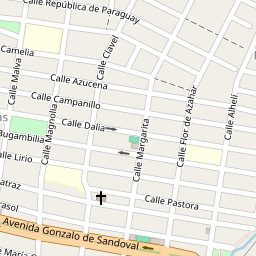 Calle República de Paraguay
Camelia
Calle Clavel
Calle Malva
Calle Azucena
Calle Campanillo
Calle Magnolia
Calle Dalia
Calle Margarita
Calle Flor de Azahar
Calle Alhelí
Bugambilia
Calle Lirio
Calle Pastora
Avenida Gonzalo de Sandoval